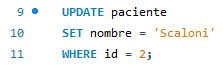 9 UPDATE paciente
10 SET nombre = 'Scaloni'
11 WHERE id = 2;